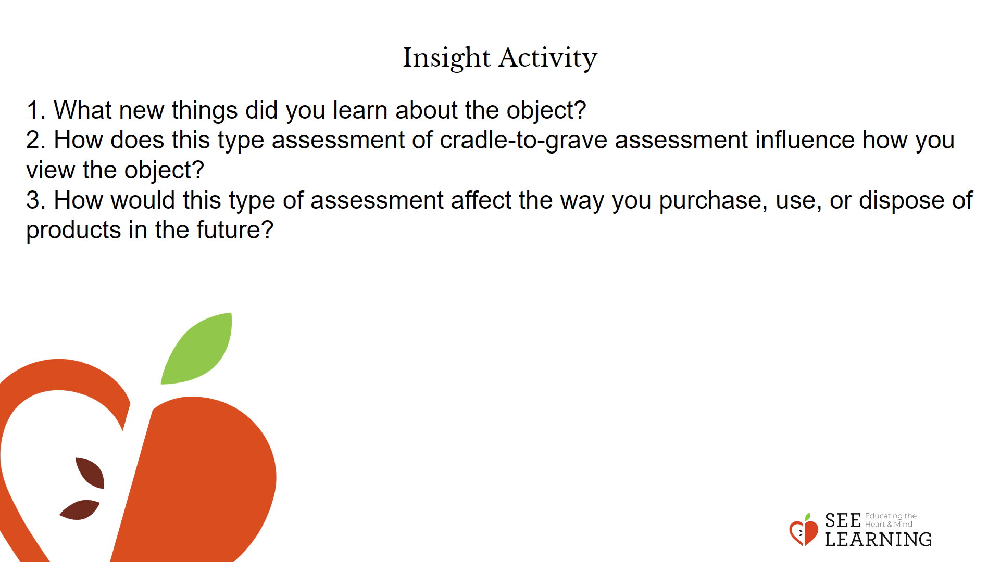 Insight Activity
1. What new things did you learn about the object?
2. How does this type assessment of cradle-to-grave assessment influence how you
view the object?
3. How would this type of assessment affect the way you purchase, use, or dispose of
products in the future?
SEE Educating the
Heart & Mind
LEARNING